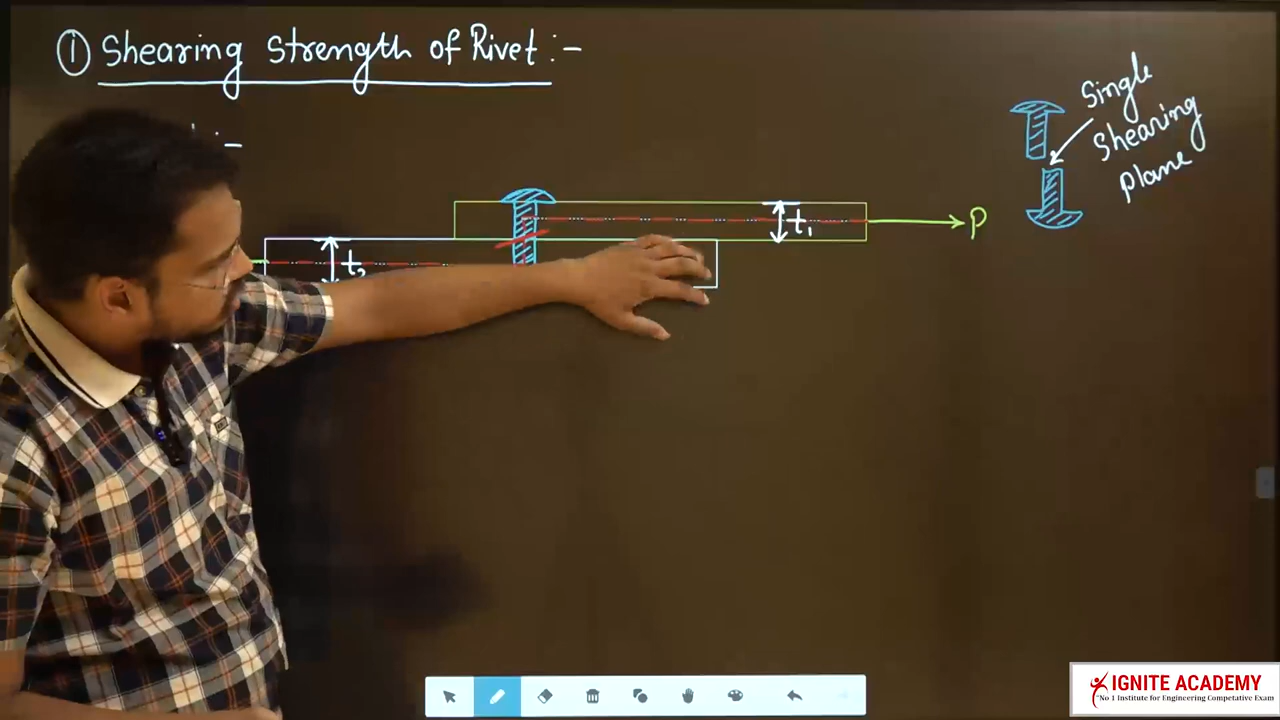 ① Shearing Strength of Rivet :-
:-
Single
Shearing
plane
t₁
P
t₂
IGNITE ACADEMY
"No 1 Institute for Engineering Competative Exam